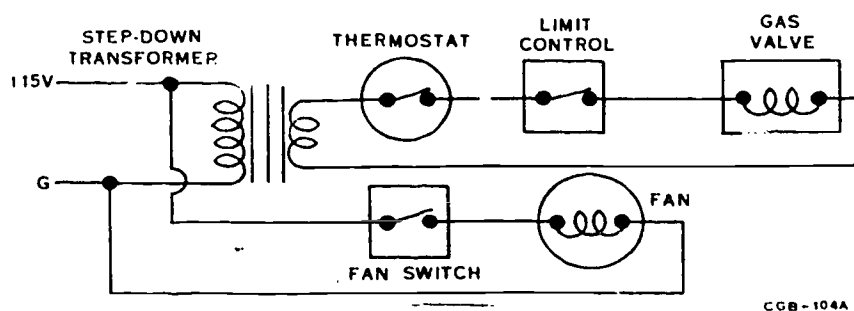 STEP-DOWN
TRANSFORMER
THERMOSTAT
LIMIT
CONTROL
GAS
VALVE
115V
G
FAN
FAN SWITCH
CGB-104A